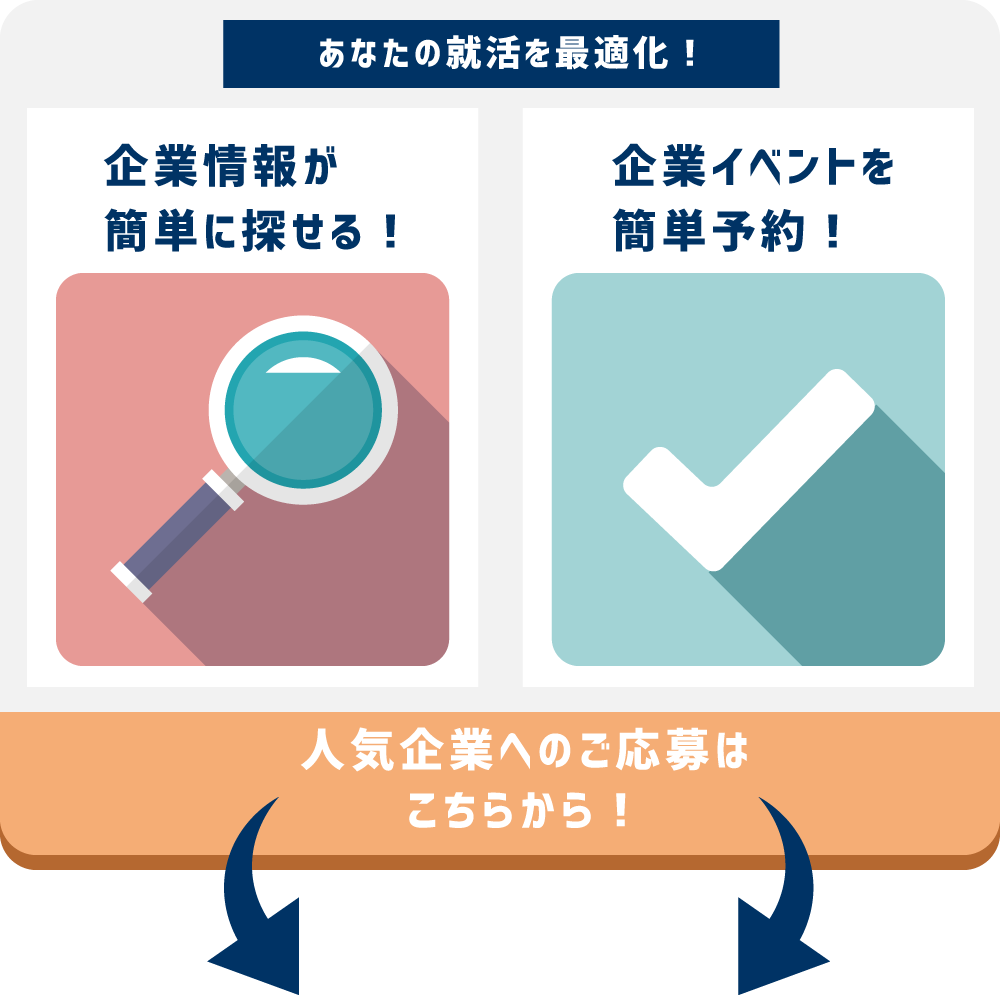 あなたの就活を最適化！
企業情報が
簡単に探せる！
企業イベントを
簡単予約！
人気企業へのご応募は
こちらから！